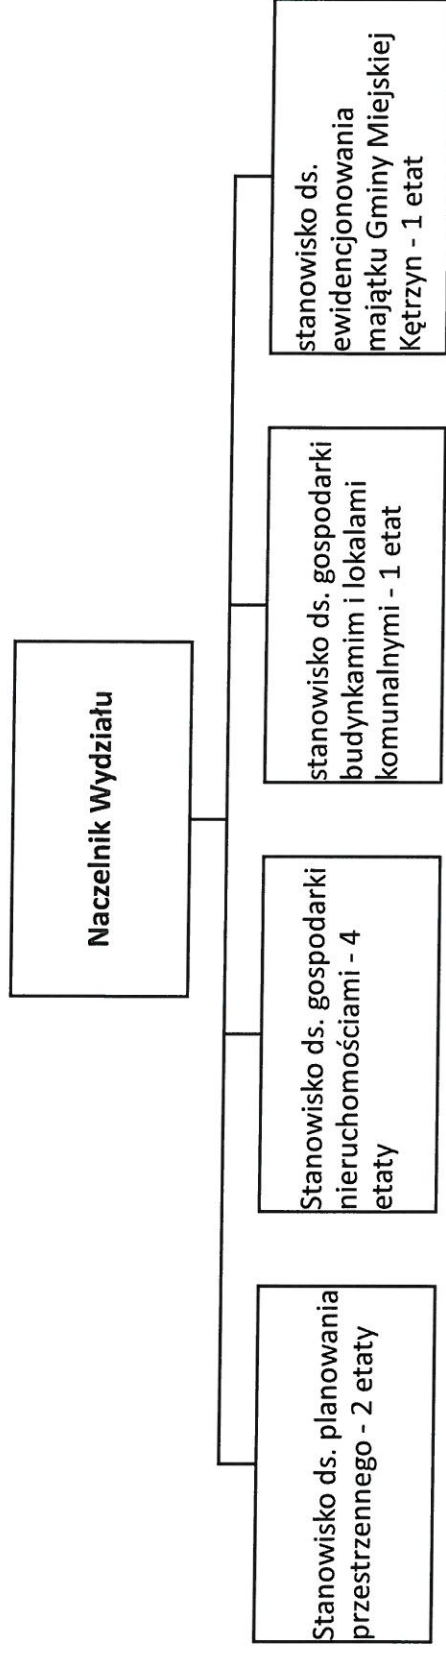 Naczelnik Wydziału
Stanowisko ds. planowania
przestrzennego - 2 etaty
Stanowisko ds. gospodarki
nieruchomościami - 4
etaty
stanowisko ds. gospodarki
budynkamim i lokalami
komunalnymi - 1 etat
stanowisko ds.
ewidencjonowania
majątku Gminy Miejskiej
Kętrzyn - 1 etat